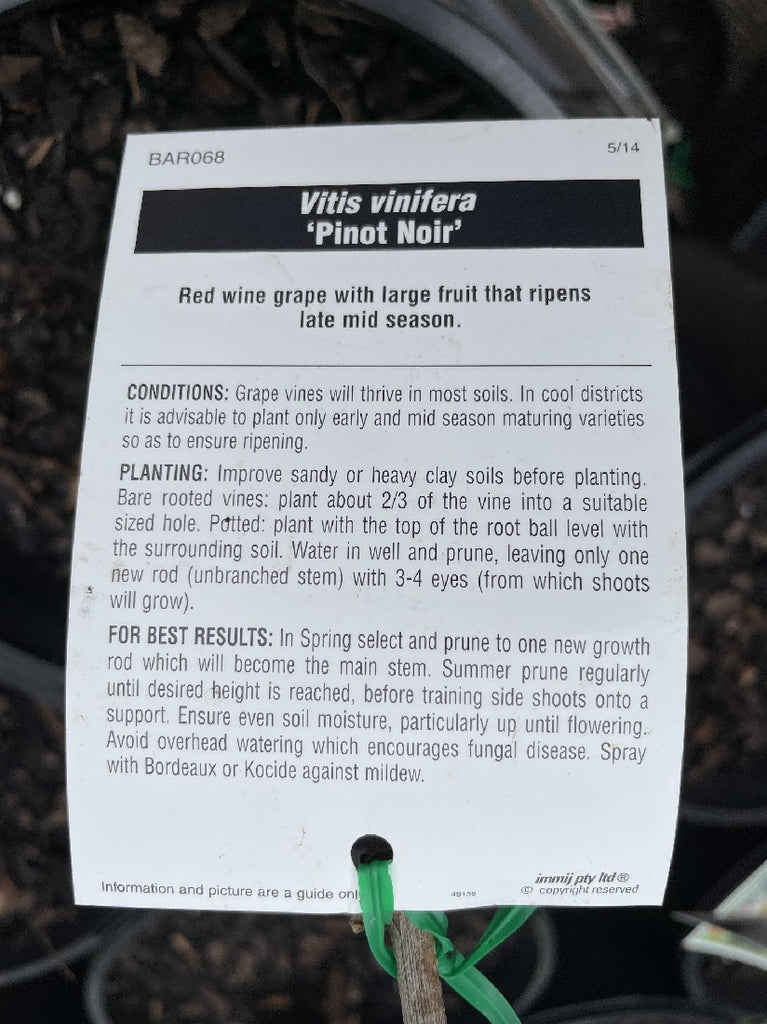 BAR068
5/14
Vitis vinifera
‘Pinot Noir’
Red wine grape with large fruit that ripens
late mid season.
CONDITIONS: Grape vines will thrive in most soils. In cool districts
it is advisable to plant only early and mid season maturing varieties
so as to ensure ripening.
PLANTING: Improve sandy or heavy clay soils before planting.
Bare rooted vines: plant about 2/3 of the vine into a suitable
sized hole. Potted: plant with the top of the root ball level with
the surrounding soil. Water in well and prune, leaving only one
new rod (unbranched stem) with 3-4 eyes (from which shoots
will grow).
FOR BEST RESULTS: In Spring select and prune to one new growth
rod which will become the main stem. Summer prune regularly
until desired height is reached, before training side shoots onto a
support. Ensure even soil moisture, particularly up until flowering.
Avoid overhead watering which encourages fungal disease. Spray
with Bordeaux or Kocide against mildew.
Information and picture are a guide onl
49159
immij pty ltd®
© copyright reserved